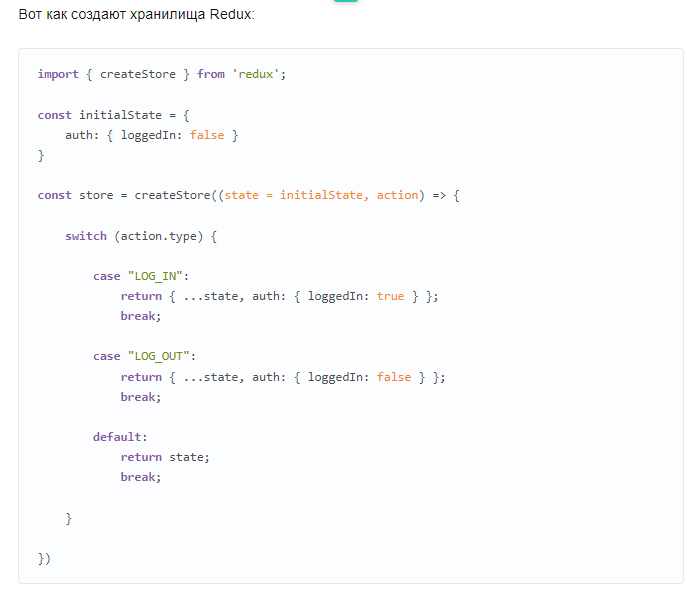 Вот как создают хранилища Redux:
import { createStore } from 'redux';
const initialState = {
    auth: { loggedIn: false }
}
const store = createStore((state = initialState, action) => {
    switch (action.type) {
        case "LOG_IN":
            return { ...state, auth: { loggedIn: true } };
            break;
        case "LOG_OUT":
            return { ...state, auth: { loggedIn: false } };
            break;
        default:
            return state;
            break;
    }
})